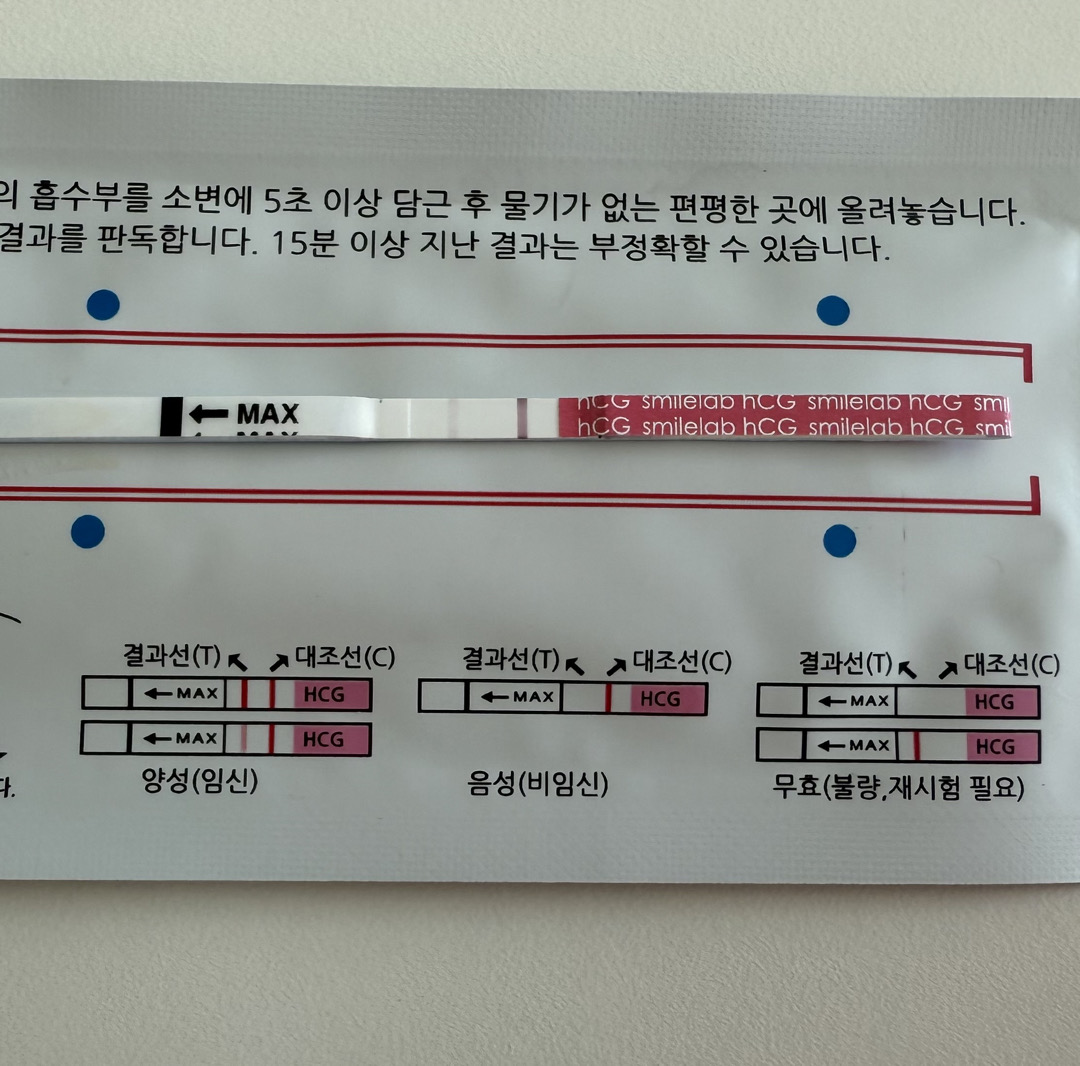 의 흡수부를 소변에 5초 이상 담근 후 물기가 없는 편평한 곳에 올려놓습니다.
결과를 판독합니다. 15분 이상 지난 결과는 부정확할 수 있습니다.
← MAX
hCG smilelab hCG smilelab hCG smil
hCG smilelab hCG smilelab hCG smil
결과선(T) 대조선(C)
← MAX HCG
← MAX HCG
양성(임신)
결과선(T) 대조선(C)
← MAX HCG
음성(비임신)
결과선(T) 대조선(C)
← MAX HCG
← MAX HCG
무효(불량,재시험 필요)
다.